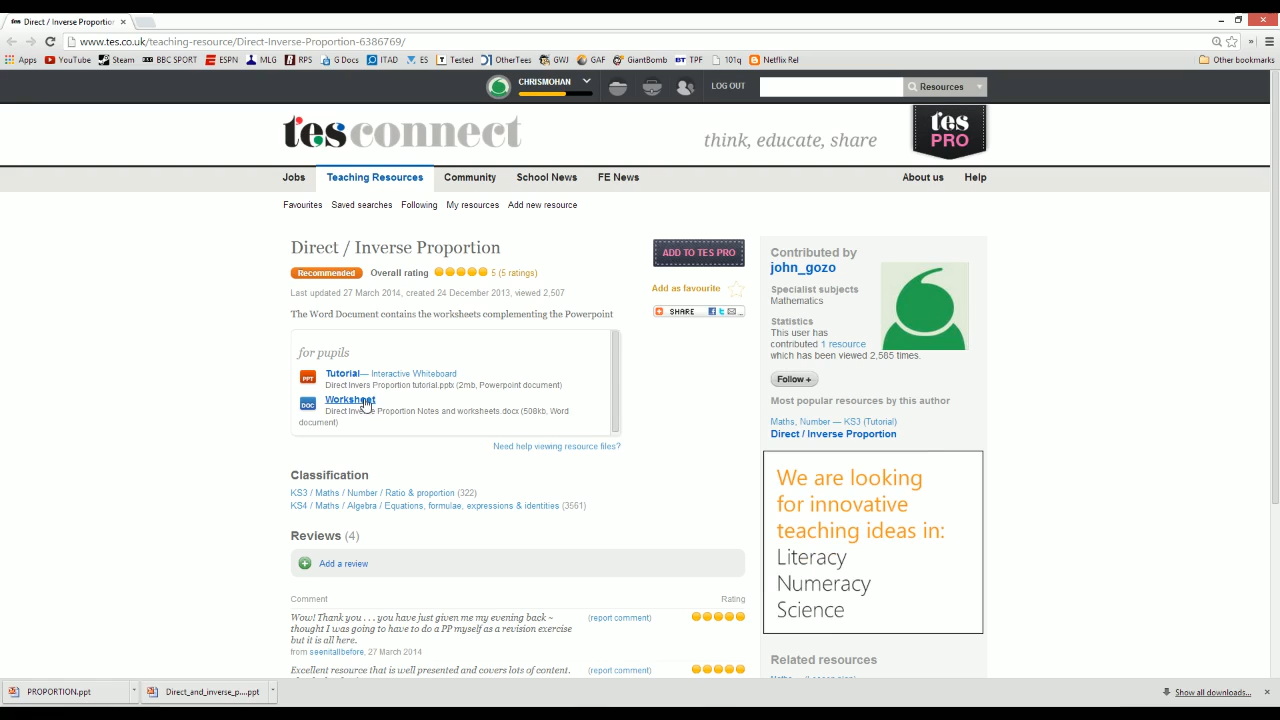 tes Direct / Inverse Proportion
www.tes.co.uk/teaching-resource/Direct-Inverse-Proportion-6386769/
Apps YouTube Steam BBC SPORT ESPN MLG RPS G Docs ITAD ES Tested OtherTees GWJ GAF GiantBomb TPF 101q Netflix Rel Other bookmarks
CHRISMOHAN LOG OUT Resources
tes connect think, educate, share tes PRO
Jobs Teaching Resources Community School News FE News About us Help
Favourites Saved searches Following My resources Add new resource
Direct / Inverse Proportion
ADD TO TES PRO
Recommended Overall rating 5 (5 ratings)
Add as favourite
Last updated 27 March 2014, created 24 December 2013, viewed 2,507
SHARE
The Word Document contains the worksheets complementing the Powerpoint
for pupils
PPT Tutorial— Interactive Whiteboard
Direct Invers Proportion tutorial.pptx (2mb, Powerpoint document)
DOC Worksheet
Direct Inverse Proportion Notes and worksheets.docx (508kb, Word
document)
Need help viewing resource files?
Classification
KS3 / Maths / Number / Ratio & proportion (322)
KS4 / Maths / Algebra / Equations, formulae, expressions & identities (3561)
Reviews (4)
Add a review
Comment Rating
Wow! Thank you . . . you have just given me my evening back ~ (report comment)
thought I was going to have to do a PP myself as a revision exercise
but it is all here.
from seenitallbefore, 27 March 2014
Excellent resource that is well presented and covers lots of content. (report comment)
Contributed by
john_gozo
Specialist subjects
Mathematics
Statistics
This user has
contributed 1 resource
which has been viewed 2,585 times.
Follow +
Most popular resources by this author
Maths, Number — KS3 (Tutorial)
Direct / Inverse Proportion
We are looking
for innovative
teaching ideas in:
Literacy
Numeracy
Science
Related resources
PROPORTION.ppt Direct_and_inverse_p....ppt Show all downloads...